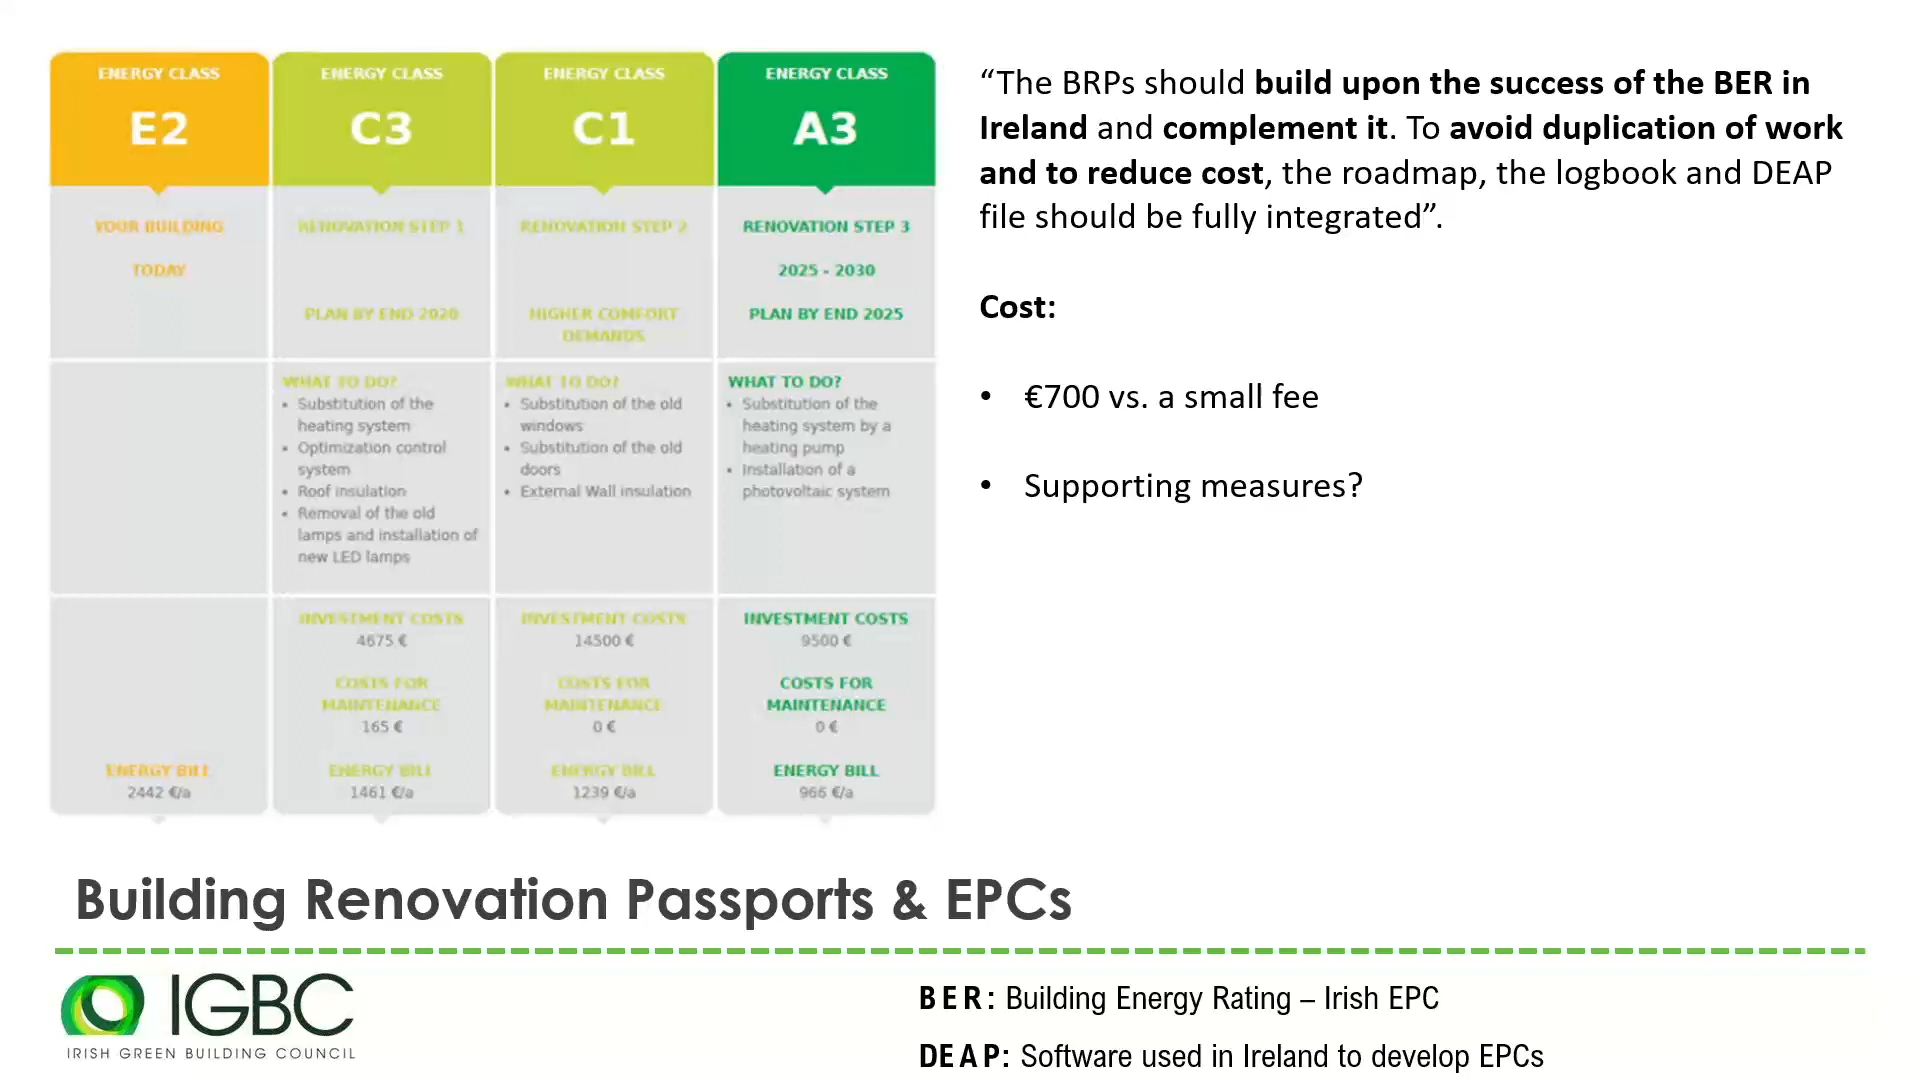 ENERGY CLASS
E2
YOUR BUILDING
TODAY
ENERGY BILL
2442 €/a
ENERGY CLASS
C3
RENOVATION STEP 1
PLAN BY END 2020
WHAT TO DO?
• Substitution of the
heating system
• Optimization control
system
• Roof insulation
• Removal of the old
lamps and installation of
new LED lamps
INVESTMENT COSTS
4675 €
COSTS FOR
MAINTENANCE
165 €
ENERGY BILL
1461 €/a
ENERGY CLASS
C1
RENOVATION STEP 2
HIGHER COMFORT
DEMANDS
WHAT TO DO?
• Substitution of the old
windows
• Substitution of the old
doors
• External Wall insulation
INVESTMENT COSTS
14500 €
COSTS FOR
MAINTENANCE
0 €
ENERGY BILL
1239 €/a
ENERGY CLASS
A3
RENOVATION STEP 3
2025 - 2030
PLAN BY END 2025
WHAT TO DO?
• Substitution of the
heating system by a
heating pump
• Installation of a
photovoltaic system
INVESTMENT COSTS
9500 €
COSTS FOR
MAINTENANCE
0 €
ENERGY BILL
966 €/a
“The BRPs should build upon the success of the BER in
Ireland and complement it. To avoid duplication of work
and to reduce cost, the roadmap, the logbook and DEAP
file should be fully integrated”.
Cost:
• €700 vs. a small fee
• Supporting measures?
Building Renovation Passports & EPCs
IGBC
IRISH GREEN BUILDING COUNCIL
BER: Building Energy Rating – Irish EPC
DEAP: Software used in Ireland to develop EPCs